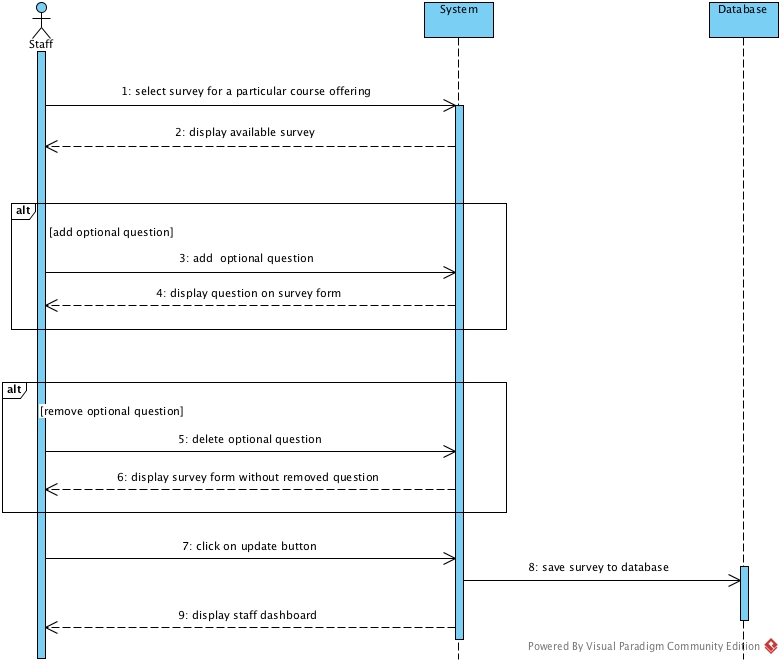 Staff
System
Database
1: select survey for a particular course offering
2: display available survey
alt
[add optional question]
3: add  optional question
4: display question on survey form
alt
[remove optional question]
5: delete optional question
6: display survey form without removed question
7: click on update button
8: save survey to database
9: display staff dashboard
Powered By Visual Paradigm Community Edition